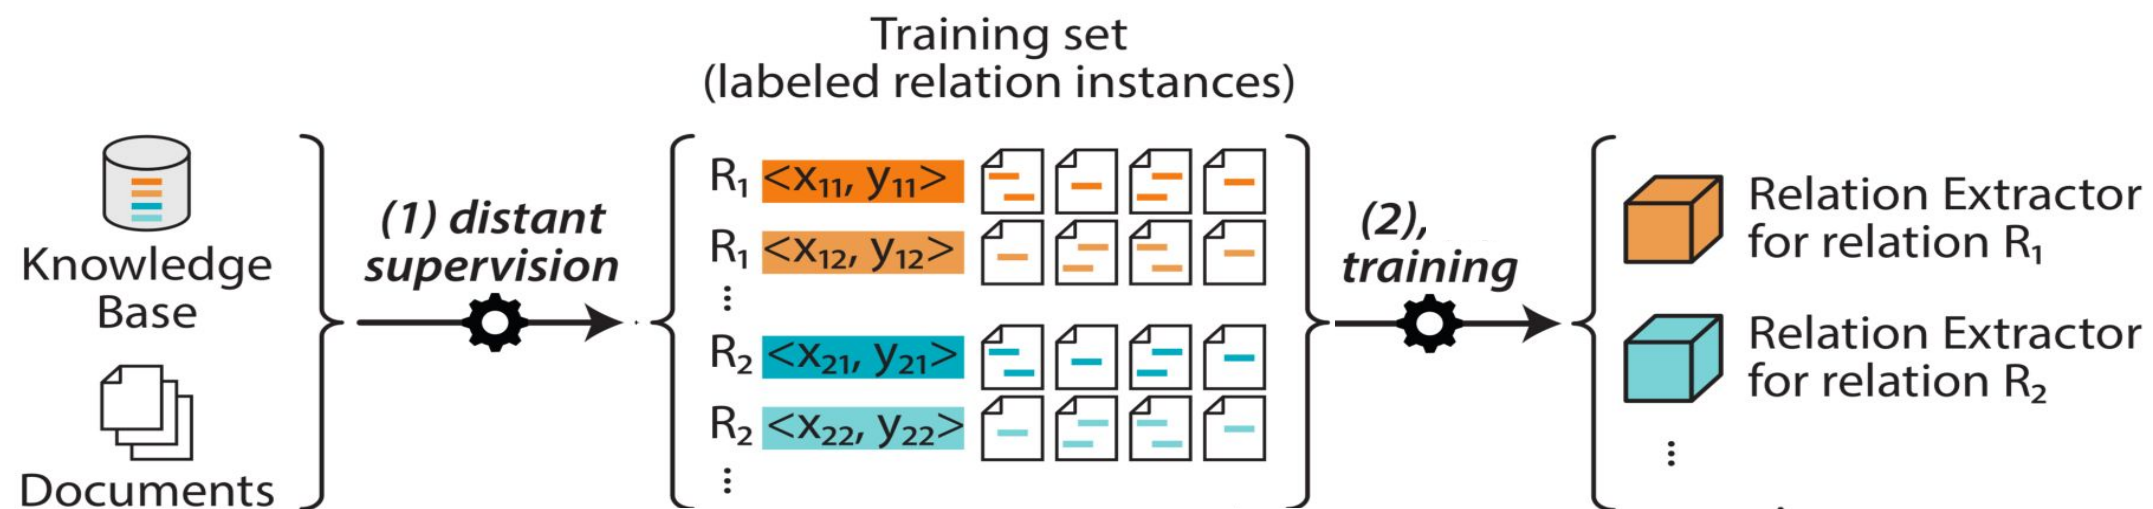 Training set
(labeled relation instances)
Knowledge
Base
Documents
(1) distant
supervision
R₁ <x₁₁, y₁₁>
R₁ <x₁₂, y₁₂>
⋮
R₂ <x₂₁, y₂₁>
R₂ <x₂₂, y₂₂>
⋮
(2),
training
Relation Extractor
for relation R₁
Relation Extractor
for relation R₂
⋮